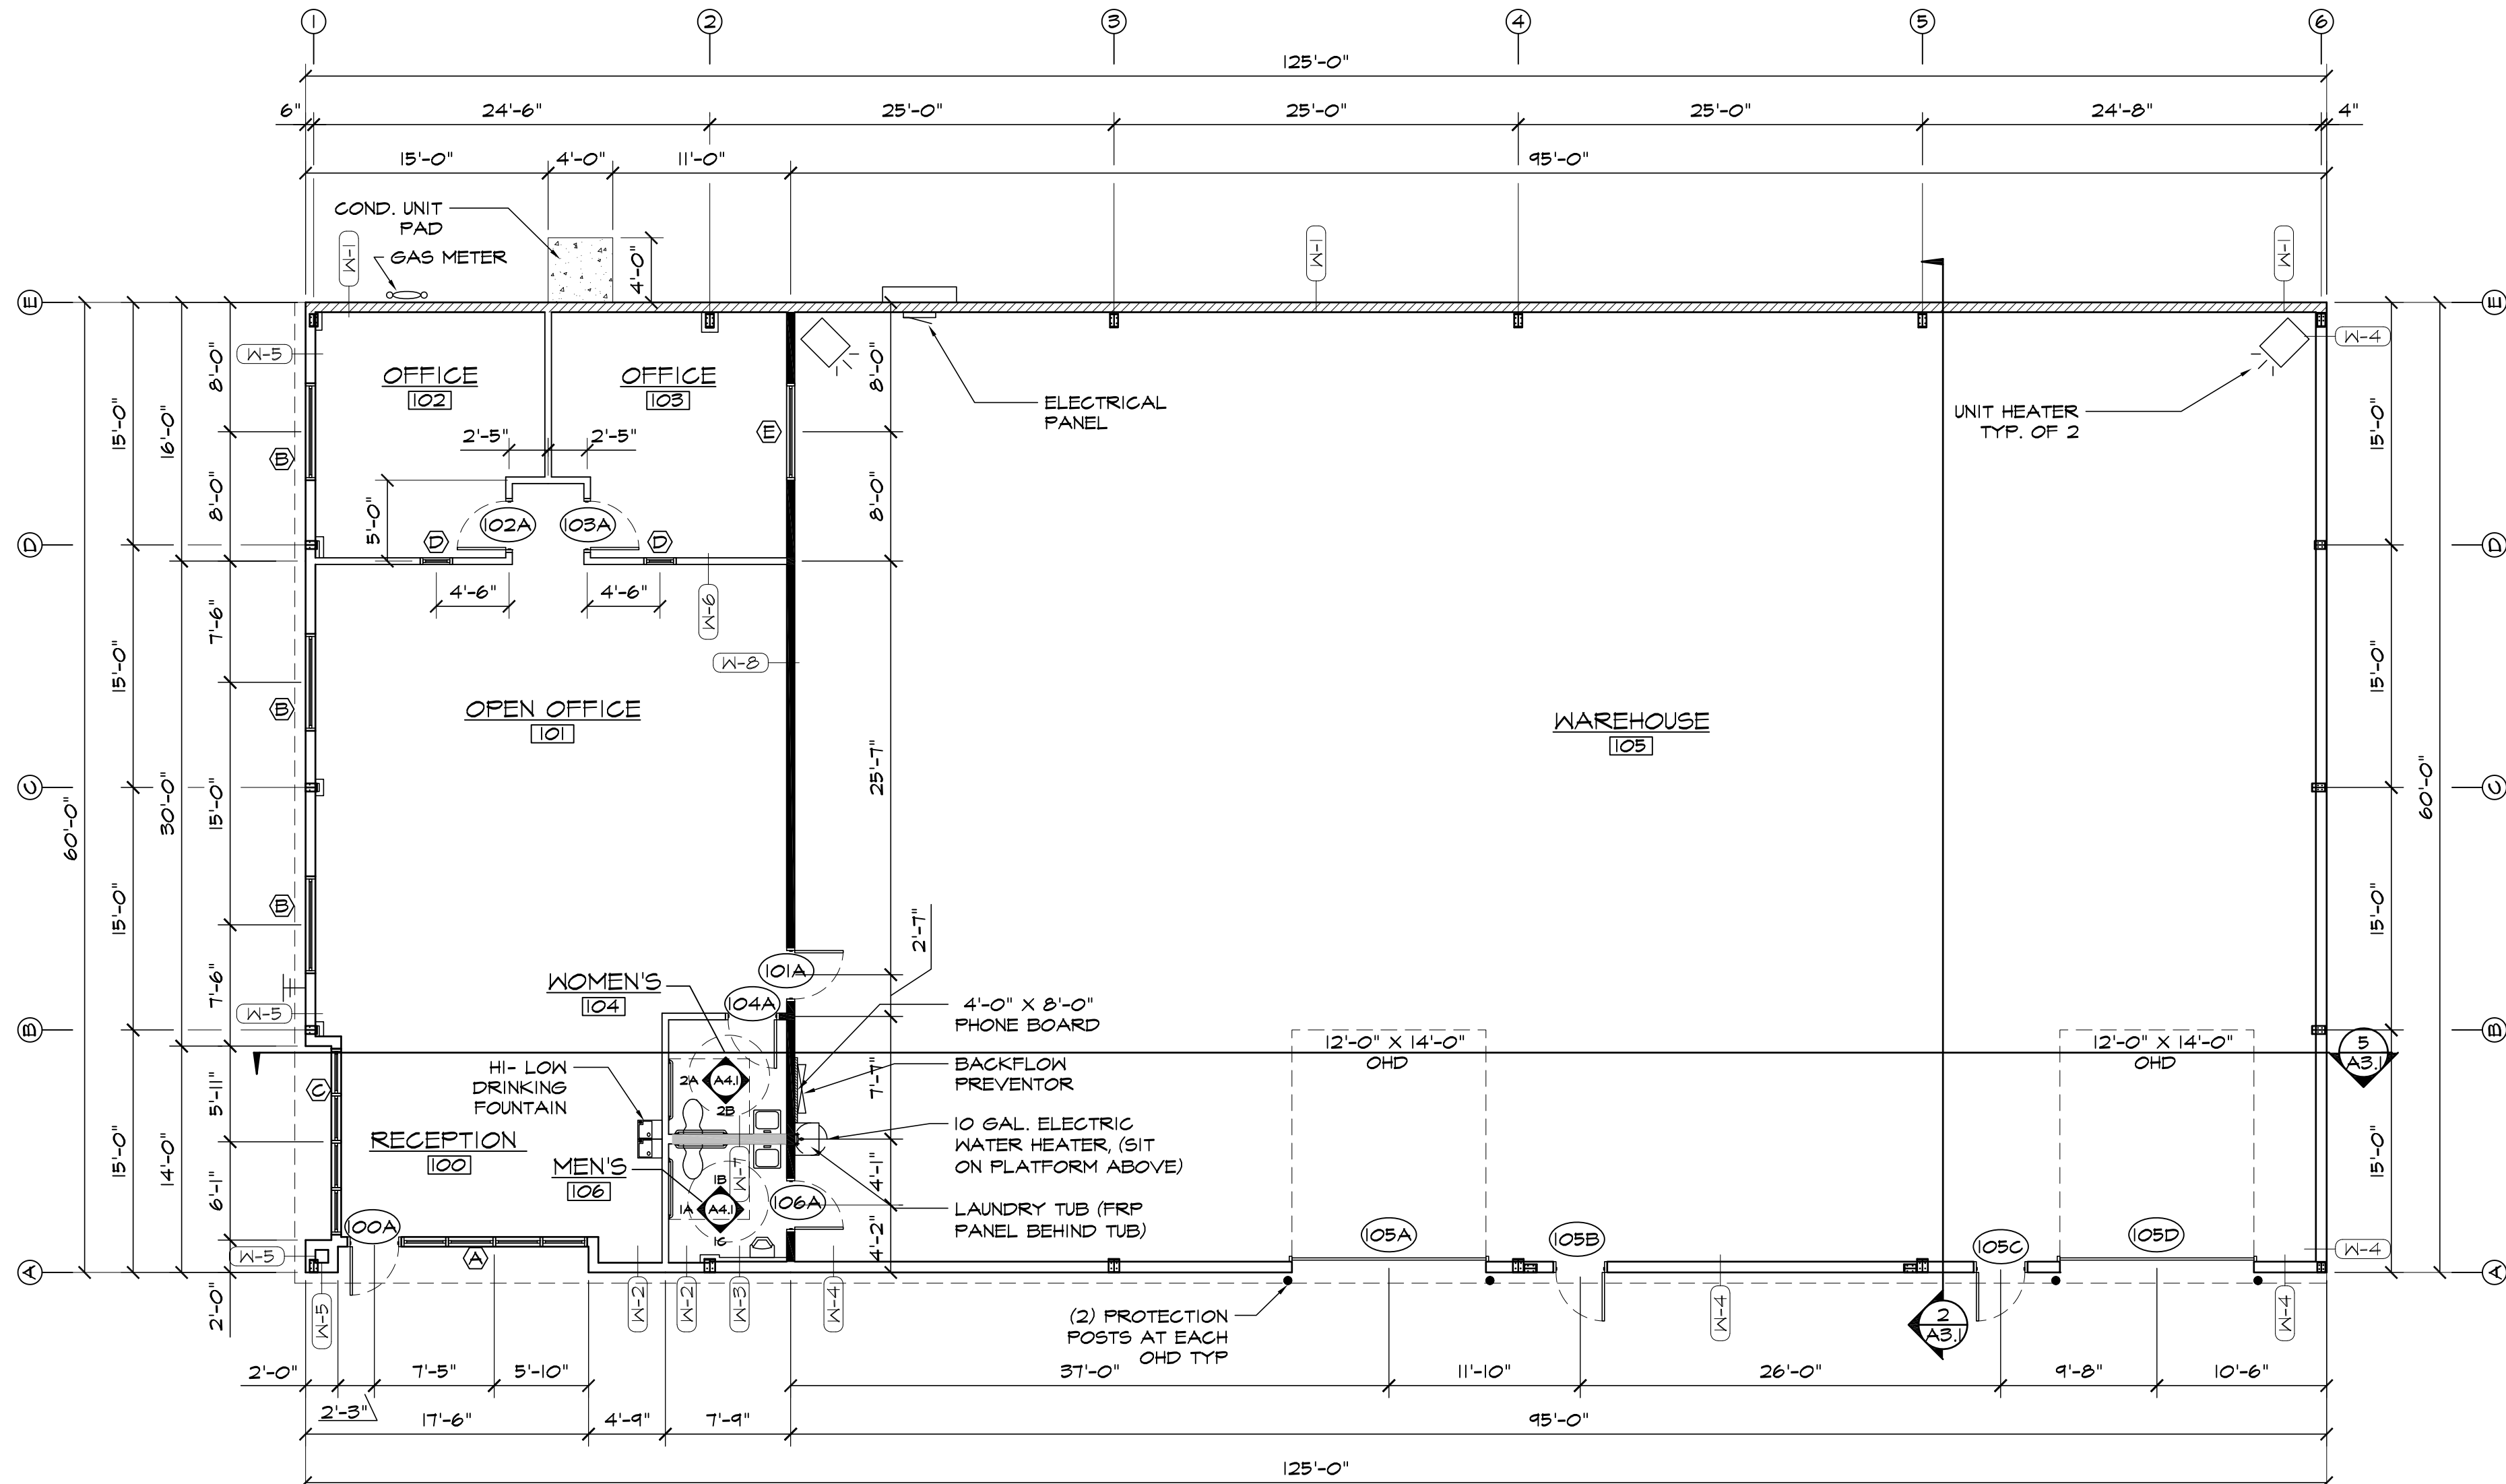 1 2 3 4 5 6
125'-0"
6" 24'-6" 25'-0" 25'-0" 25'-0" 24'-8" 4"
15'-0" 4'-0" 11'-0" 95'-0"
COND. UNIT
PAD
GAS METER
4'-0"
W-1 W-1 W-1
E E
W-5 W-4
8'-0" 8'-0"
OFFICE
102
OFFICE
103
ELECTRICAL
PANEL
UNIT HEATER
TYP. OF 2
15'-0" 16'-0" 15'-0"
2'-5" 2'-5"
B E
8'-0" 5'-0" 8'-0"
102A 103A
D D D D
4'-6" 4'-6"
W-6
7'-6"
W-8
15'-0" 15'-0"
B
OPEN OFFICE
101
WAREHOUSE
105
25'-7"
C C
60'-0" 30'-0" 15'-0" 60'-0"
B
15'-0" 15'-0"
2'-7"
7'-6"
101A
WOMEN'S
104
104A
W-5
4'-0" X 8'-0"
PHONE BOARD
B B
12'-0" X 14'-0"
OHD
12'-0" X 14'-0"
OHD
5
A3.1
HI- LOW
DRINKING
FOUNTAIN
BACKFLOW
PREVENTOR
C
5'-11" 7'-7"
2A A4.1
2B
10 GAL. ELECTRIC
WATER HEATER, (SIT
ON PLATFORM ABOVE)
RECEPTION
100
15'-0" 14'-0" 15'-0"
MEN'S
106
W-7
1B
1A A4.1
1C
106A
4'-1"
6'-1"
LAUNDRY TUB (FRP
PANEL BEHIND TUB)
100A
4'-2"
105A 105B 105C 105D
W-5 A W-4
A A
2'-0"
W-5 W-2 W-2 W-3 W-4 W-4 W-4
(2) PROTECTION
POSTS AT EACH
OHD TYP
2
A3.1
2'-0" 7'-5" 5'-10" 37'-0" 11'-10" 26'-0" 9'-8" 10'-6"
2'-3"
17'-6" 4'-9" 7'-9" 95'-0"
125'-0"